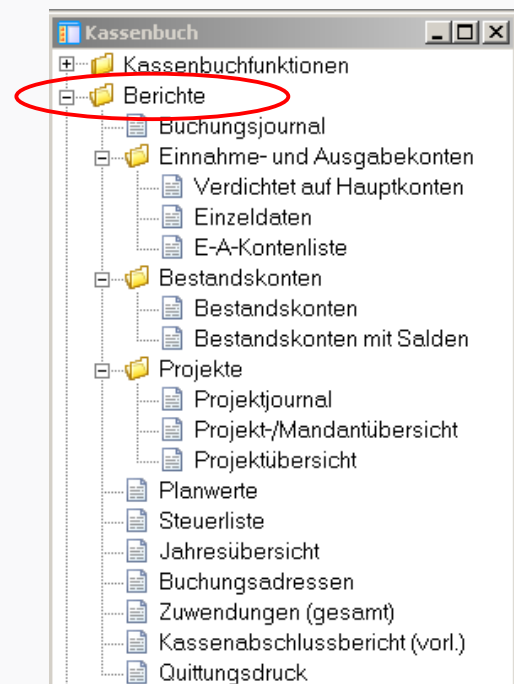 Kassenbuch
Kassenbuchfunktionen
Berichte
Buchungsjournal
Einnahme- und Ausgabekonten
Verdichtet auf Hauptkonten
Einzeldaten
E-A-Kontenliste
Bestandskonten
Bestandskonten
Bestandskonten mit Salden
Projekte
Projektjournal
Projekt-/Mandantübersicht
Projektübersicht
Planwerte
Steuerliste
Jahresübersicht
Buchungsadressen
Zuwendungen (gesamt)
Kassenabschlussbericht (vorl.)
Quittungsdruck